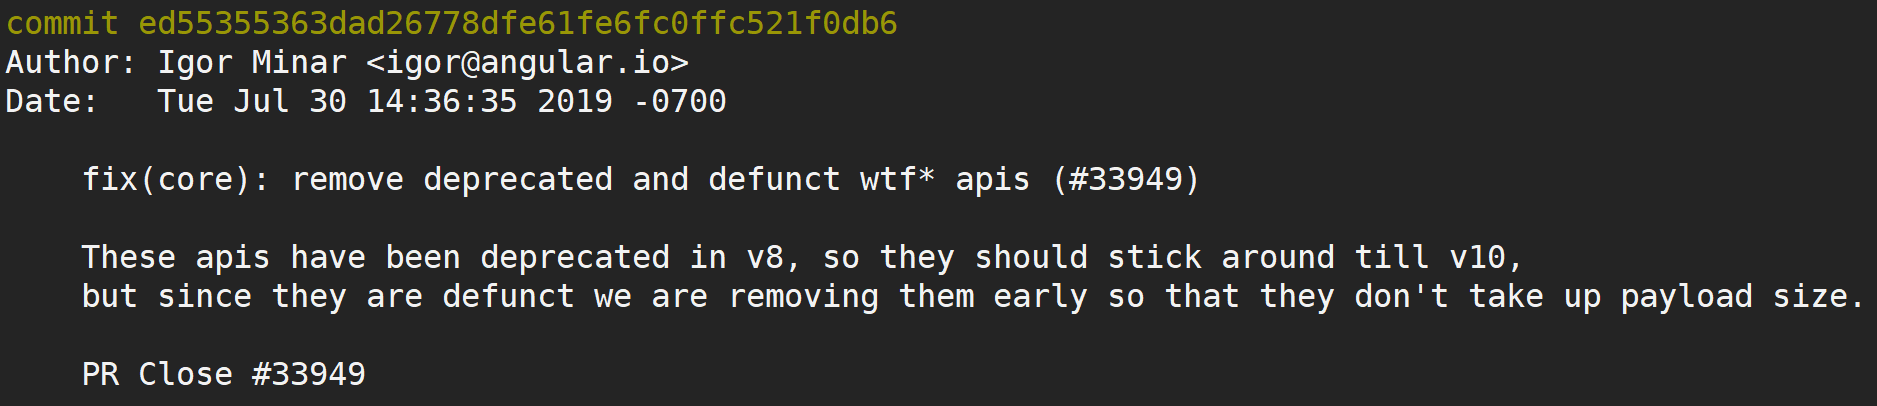 commit ed55355363dad26778dfe61fe6fc0ffc521f0db6
Author: Igor Minar <igor@angular.io>
Date:   Tue Jul 30 14:36:35 2019 -0700

    fix(core): remove deprecated and defunct wtf* apis (#33949)

    These apis have been deprecated in v8, so they should stick around till v10,
    but since they are defunct we are removing them early so that they don't take up payload size.

    PR Close #33949